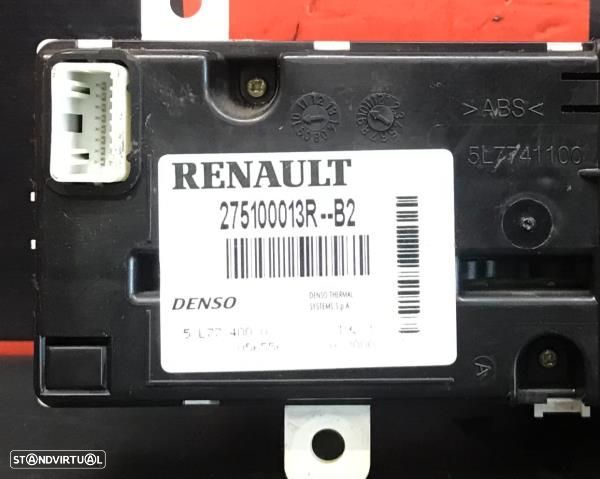 >ABS<
5L7741100
RENAULT
275100013R--B2
DENSO
DENSO THERMAL
SYSTEMS S.p.A.
A
STANDVIRTUAL